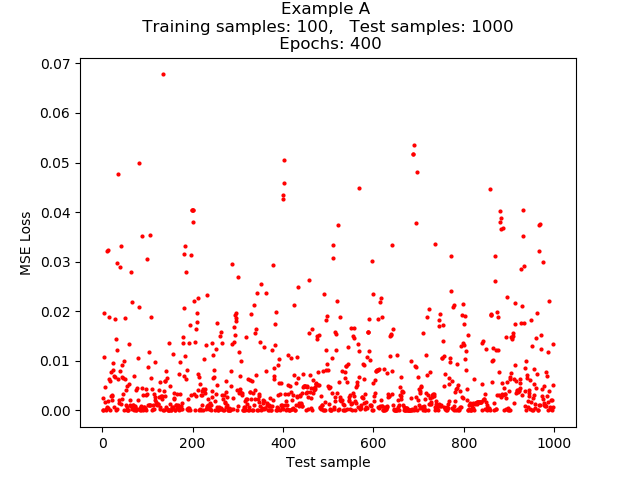 Example A
Training samples: 100,   Test samples: 1000
Epochs: 400
0.07
0.06
0.05
0.04
0.03
0.02
0.01
0.00
MSE Loss
0 200 400 600 800 1000
Test sample